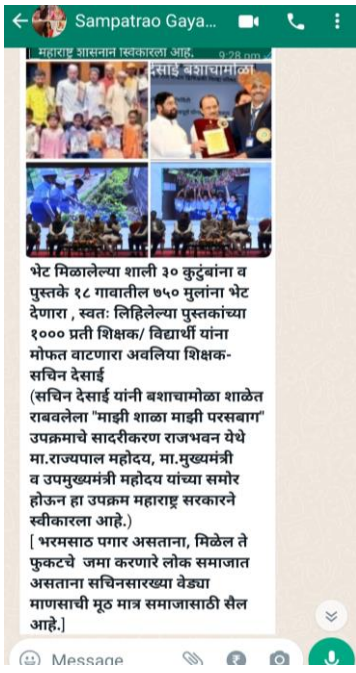 Sampatrao Gaya...
महाराष्ट्र शासनाने स्विकारला आहे.
9:28 pm
देसाई बशाचामोळा
भेट मिळालेल्या शाली ३० कुटुंबांना व
पुस्तके १८ गावातील ७५० मुलांना भेट
देणारा , स्वतः लिहिलेल्या पुस्तकांच्या
१००० प्रती शिक्षक/ विद्यार्थी यांना
मोफत वाटणारा अवलिया शिक्षक-
सचिन देसाई
(सचिन देसाई यांनी बशाचामोळा शाळेत
राबवलेला "माझी शाळा माझी परसबाग"
उपक्रमाचे सादरीकरण राजभवन येथे
मा.राज्यपाल महोदय, मा.मुख्यमंत्री
व उपमुख्यमंत्री महोदय यांच्या समोर
होऊन हा उपक्रम महाराष्ट्र सरकारने
स्वीकारला आहे.)
[ भरमसाठ पगार असताना, मिळेल ते
फुकटचे जमा करणारे लोक समाजात
असताना सचिनसारख्या वेड्या
माणसाची मूठ मात्र समाजासाठी सैल
आहे.]
Message